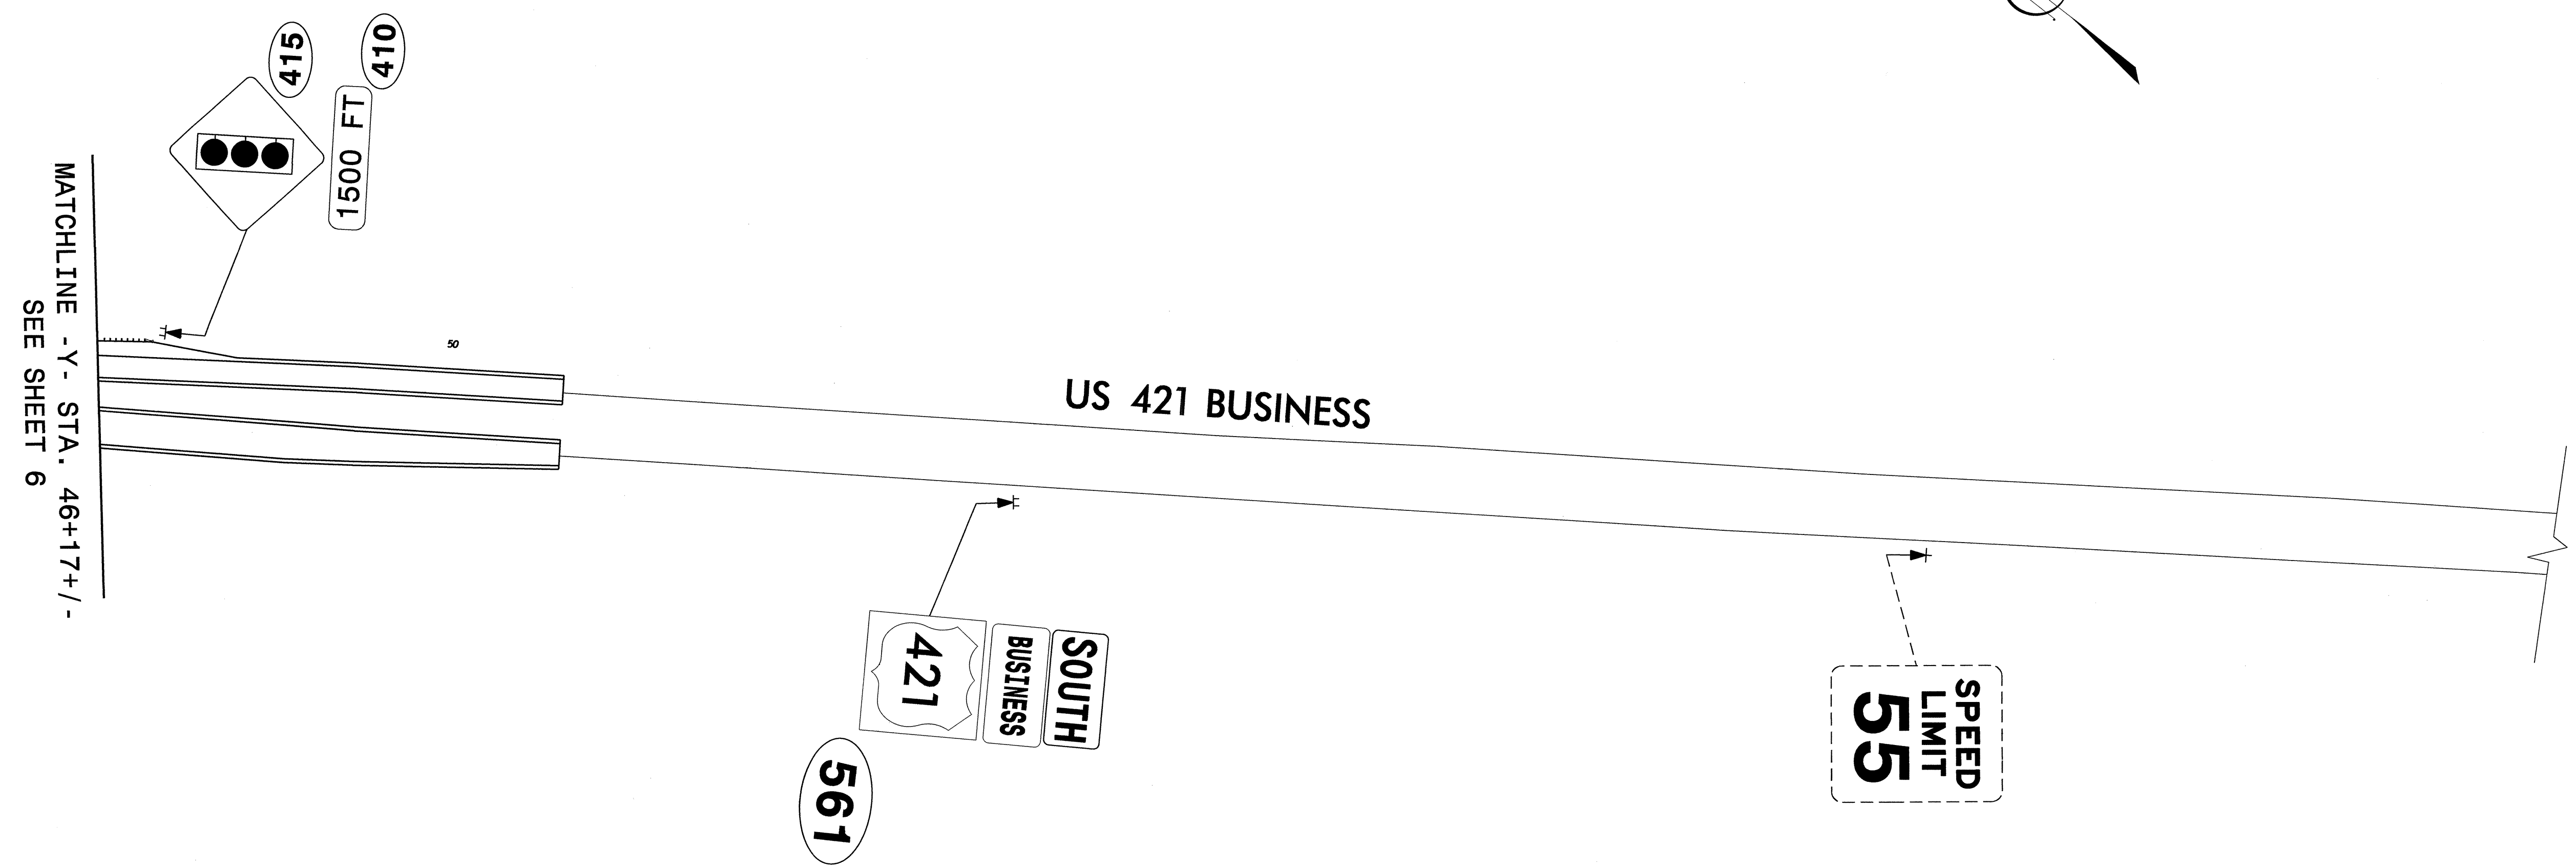 415
410
1500 FT
MATCHLINE -Y- STA. 46+17+/-
SEE SHEET 6
50
US 421 BUSINESS
SOUTH
BUSINESS
421
561
SPEED
LIMIT
55